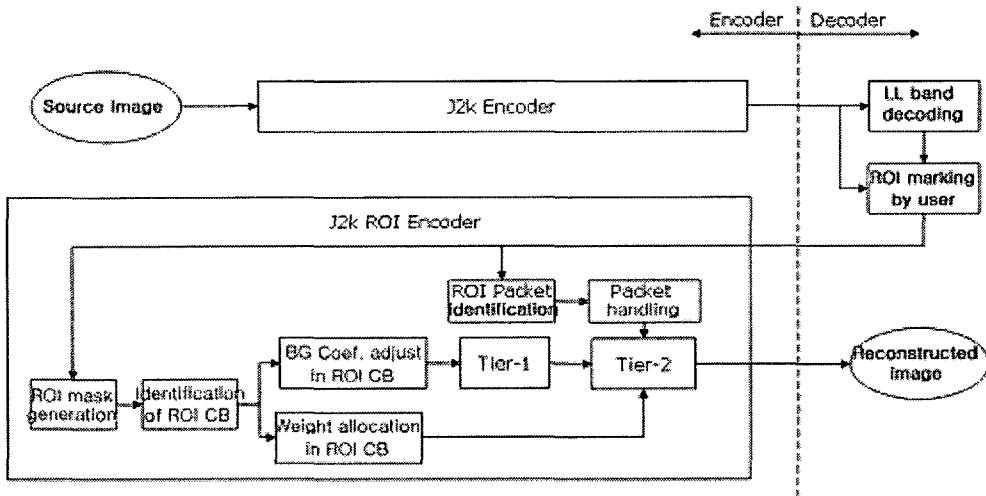 Encoder
Decoder
Source Image
J2k Encoder
LL band
decoding
ROI marking
by user
J2k ROI Encoder
ROI Packet
identification
Packet
handling
BG Coef. adjust
in ROI CB
Tier-1
Tier-2
Reconstructed
image
ROI mask
generation
Identification
of ROI CB
Weight allocation
in ROI CB